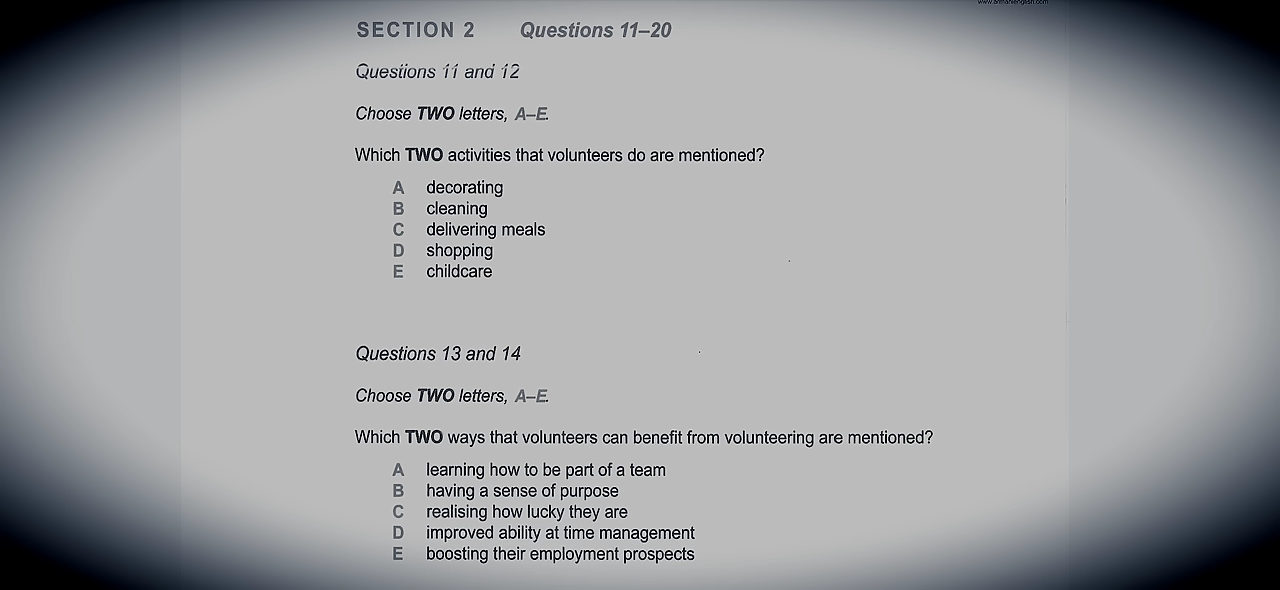 www.armanienglish.com
SECTION 2 Questions 11–20
Questions 11 and 12
Choose TWO letters, A–E.
Which TWO activities that volunteers do are mentioned?
A decorating
B cleaning
C delivering meals
D shopping
E childcare
Questions 13 and 14
Choose TWO letters, A–E.
Which TWO ways that volunteers can benefit from volunteering are mentioned?
A learning how to be part of a team
B having a sense of purpose
C realising how lucky they are
D improved ability at time management
E boosting their employment prospects